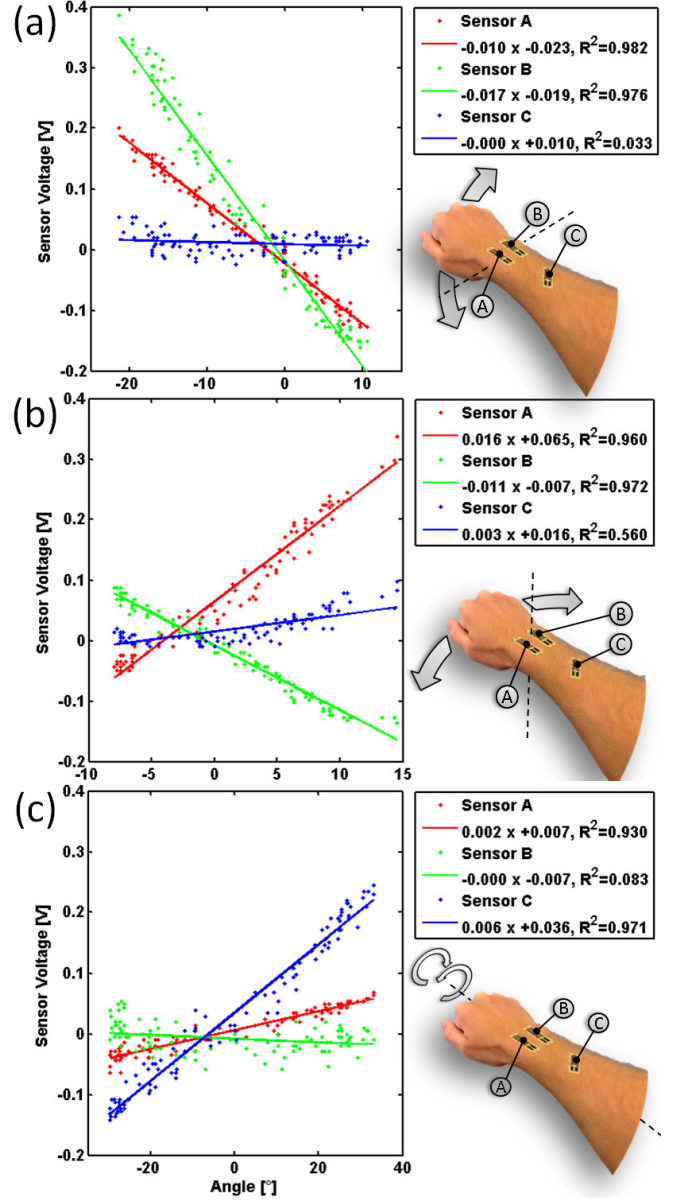 (a)
Sensor Voltage [V]
0.4
0.3
0.2
0.1
0
-0.1
-0.2
-20
-10
0
10
Sensor A
-0.010 x -0.023, R²=0.982
Sensor B
-0.017 x -0.019, R²=0.976
Sensor C
-0.000 x +0.010, R²=0.033
B
C
A
(b)
Sensor Voltage [V]
0.4
0.3
0.2
0.1
0
-0.1
-0.2
-10
-5
0
5
10
15
Sensor A
0.016 x +0.065, R²=0.960
Sensor B
-0.011 x -0.007, R²=0.972
Sensor C
0.003 x +0.016, R²=0.560
B
C
A
(c)
Sensor Voltage [V]
0.4
0.3
0.2
0.1
0
-0.1
-0.2
-20
0
20
40
Angle [°]
Sensor A
0.002 x +0.007, R²=0.930
Sensor B
-0.000 x -0.007, R²=0.083
Sensor C
0.006 x +0.036, R²=0.971
B
C
A